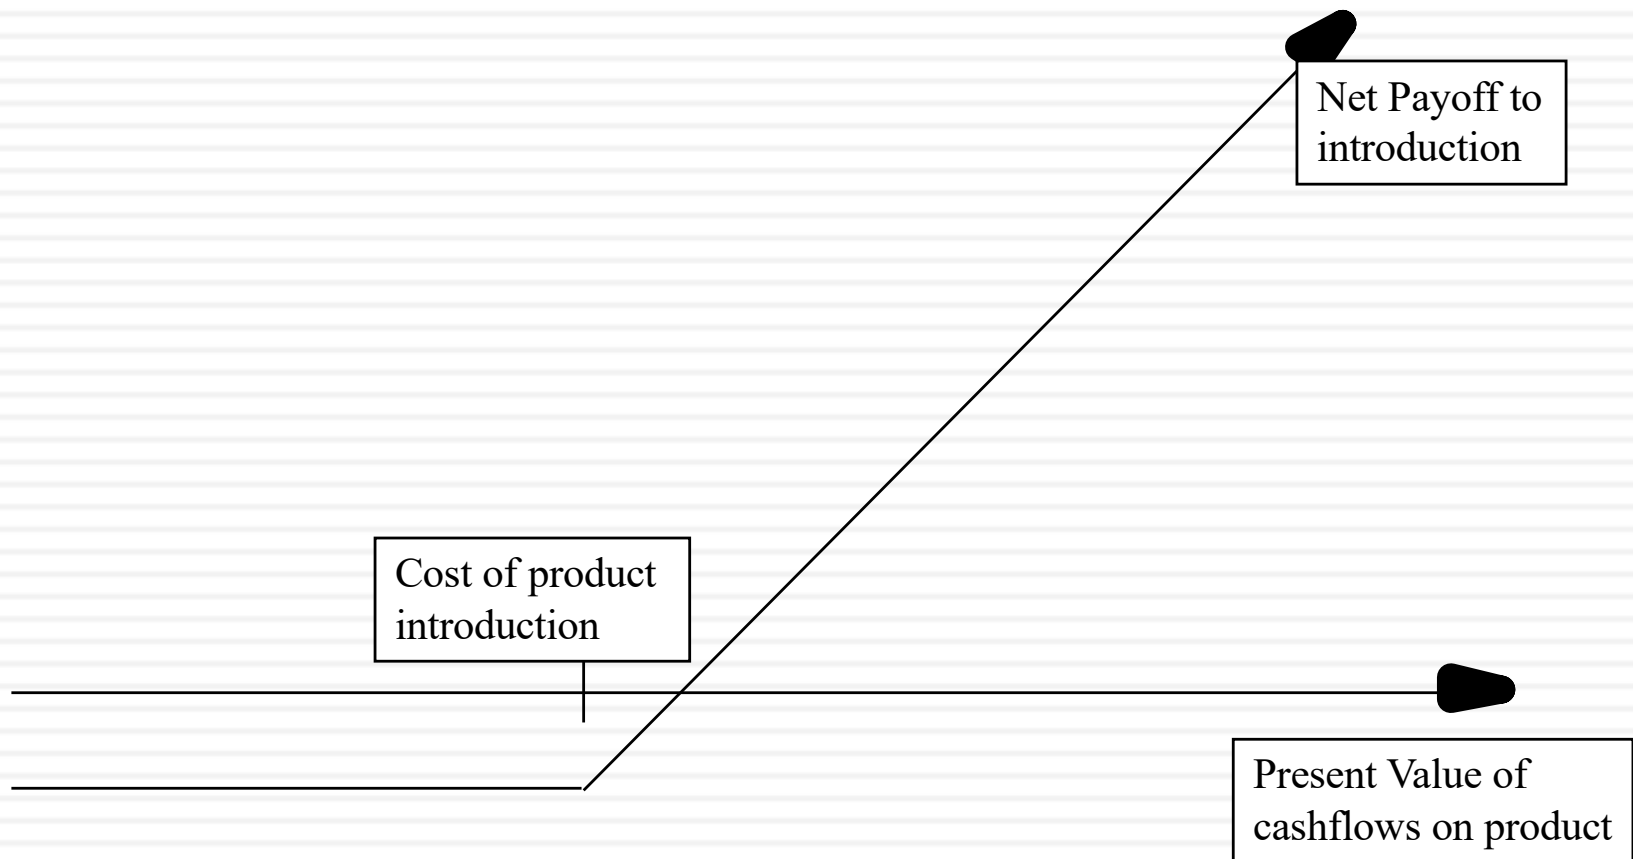 Net Payoff to
introduction
Cost of product
introduction
Present Value of
cashflows on product